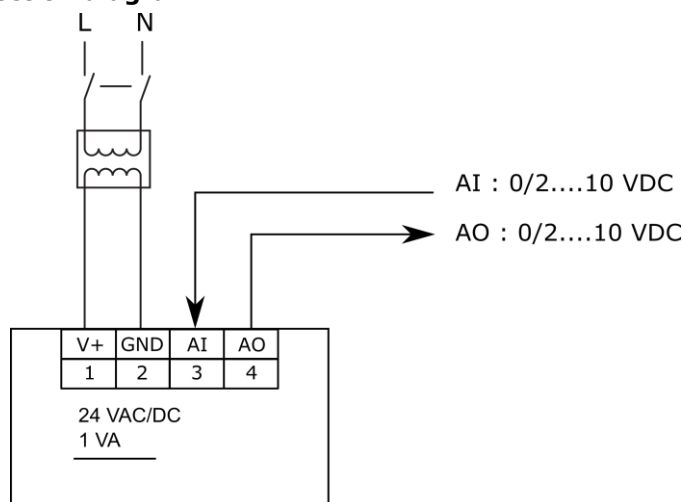 L N
AI : 0/2....10 VDC
AO : 0/2....10 VDC
V+ GND AI AO
1 2 3 4
24 VAC/DC
1 VA